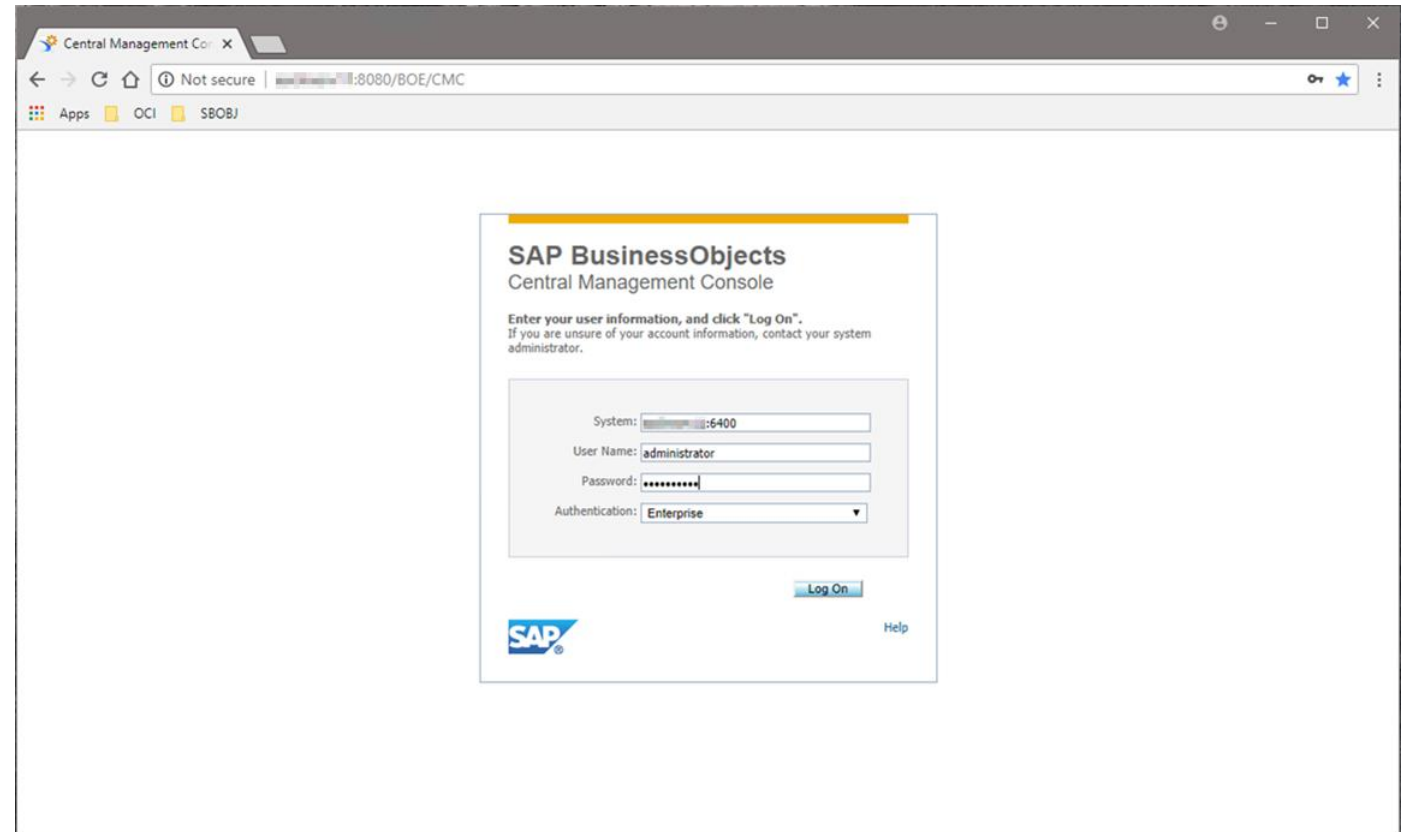 Central Management Con
Not secure | :8080/BOE/CMC
Apps OCI SBOBJ
SAP BusinessObjects
Central Management Console
Enter your user information, and click "Log On".
If you are unsure of your account information, contact your system
administrator.
System: :6400
User Name: administrator
Password: ••••••••••
Authentication: Enterprise
Log On
SAP®
Help